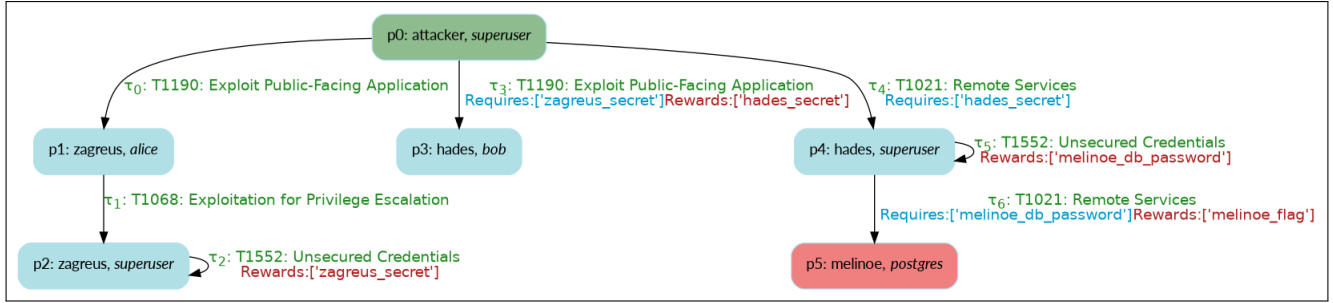 p0: attacker, superuser
τ0: T1190: Exploit Public-Facing Application
τ3: T1190: Exploit Public-Facing Application
Requires:['zagreus_secret']Rewards:['hades_secret']
τ4: T1021: Remote Services
Requires:['hades_secret']
p1: zagreus, alice
p3: hades, bob
p4: hades, superuser
τ5: T1552: Unsecured Credentials
Rewards:['melinoe_db_password']
τ1: T1068: Exploitation for Privilege Escalation
τ6: T1021: Remote Services
Requires:['melinoe_db_password']Rewards:['melinoe_flag']
p2: zagreus, superuser
τ2: T1552: Unsecured Credentials
Rewards:['zagreus_secret']
p5: melinoe, postgres